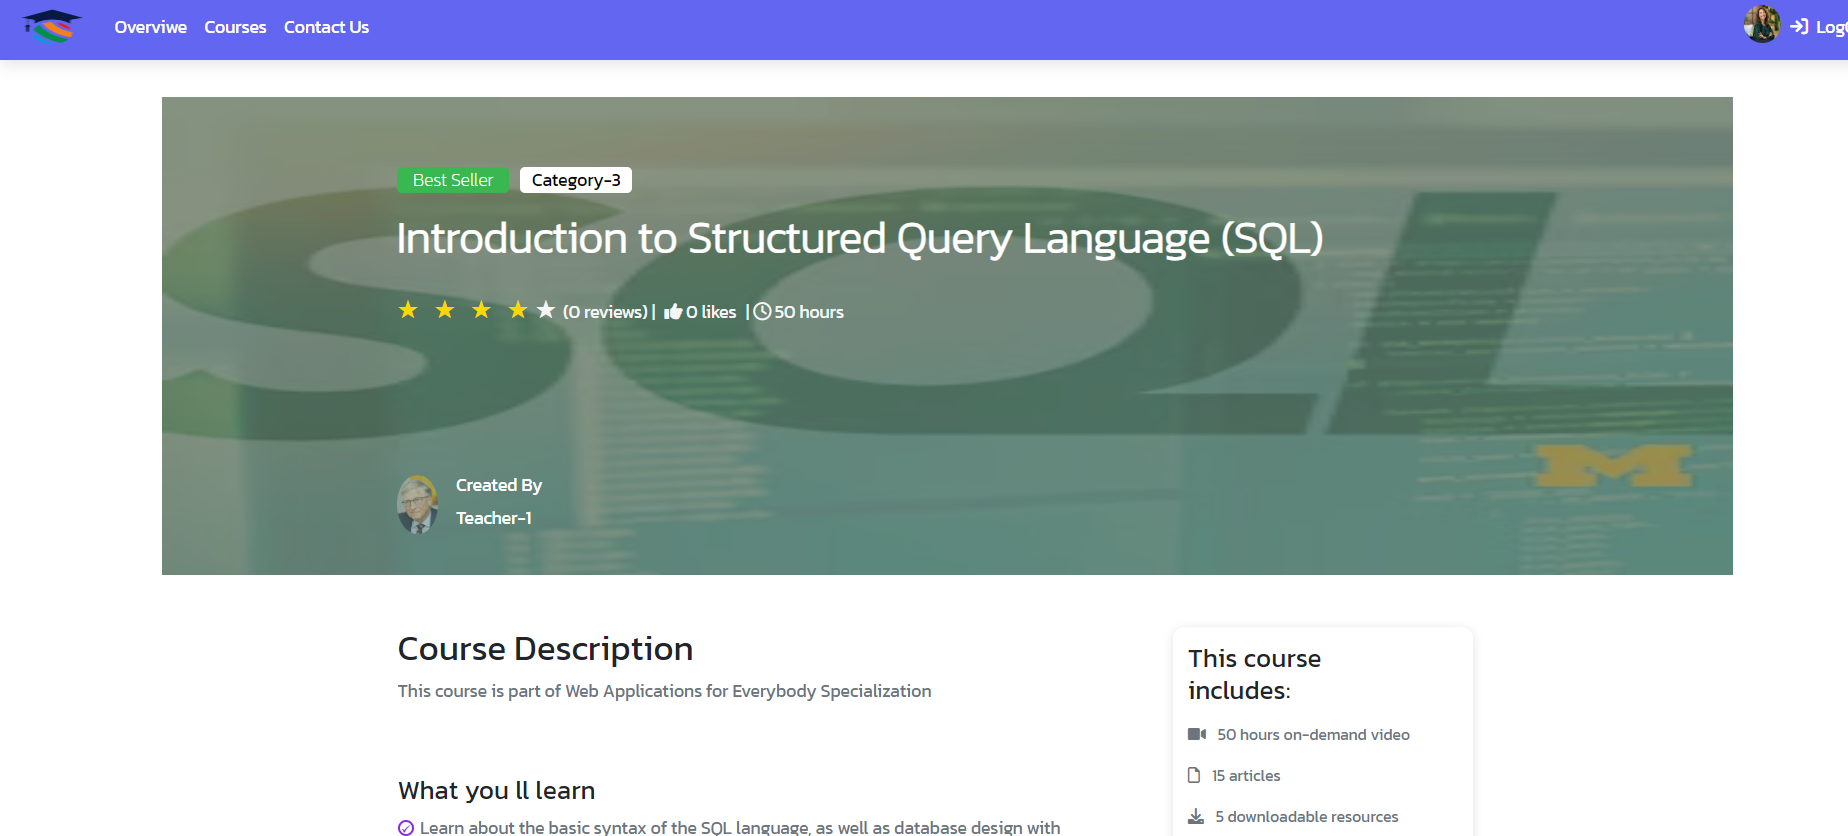 Overviwe Courses Contact Us
Best Seller Category-3
Introduction to Structured Query Language (SQL)
(0 reviews) | 0 likes | 50 hours
Created By
Teacher-1
SQL
M
Course Description
This course is part of Web Applications for Everybody Specialization
What you ll learn
Learn about the basic syntax of the SQL language, as well as database design with
This course
includes:
50 hours on-demand video
15 articles
5 downloadable resources